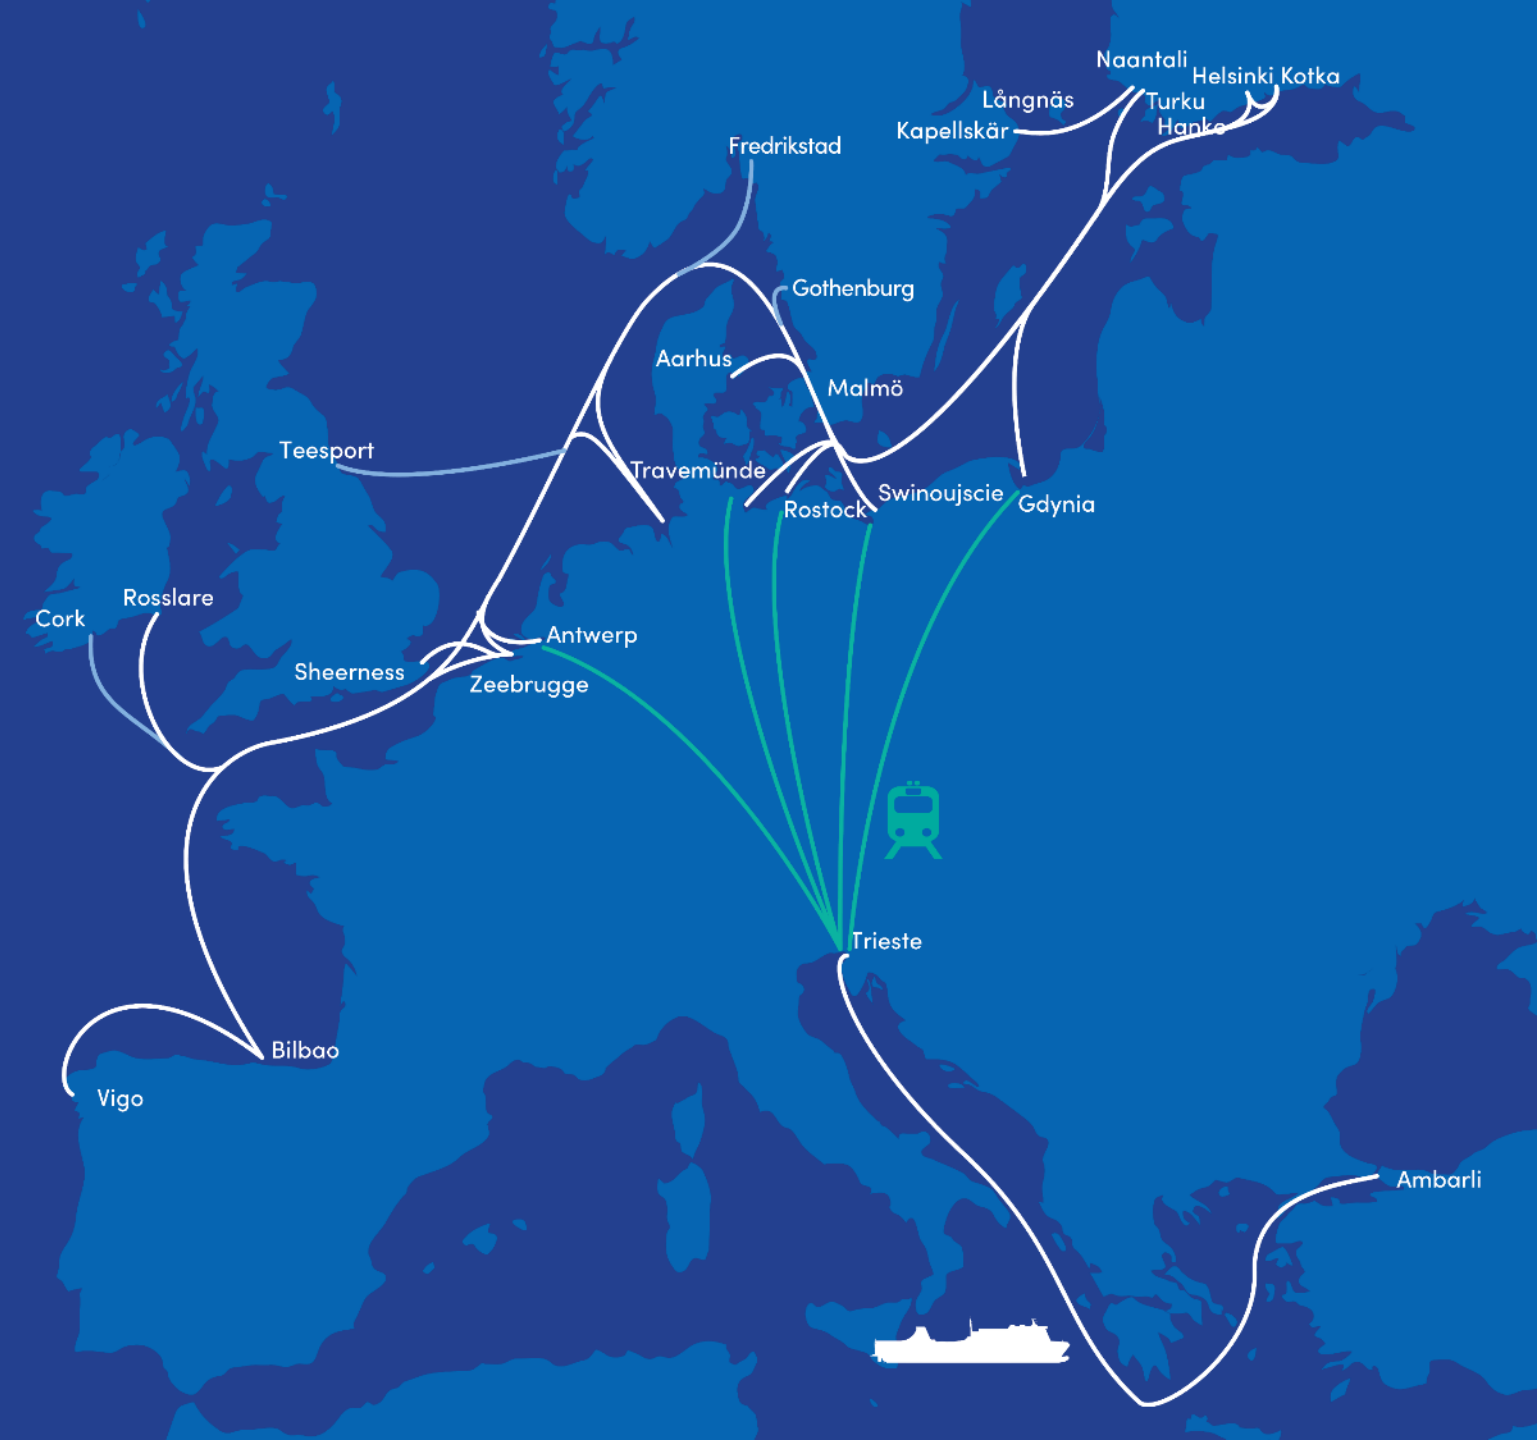 Naantali
Helsinki Kotka
Långnäs
Turku
Kapellskär
Hanko
Fredrikstad
Gothenburg
Aarhus
Malmö
Teesport
Travemünde
Swinoujscie
Rostock
Gdynia
Rosslare
Cork
Antwerp
Sheerness
Zeebrugge
Trieste
Bilbao
Vigo
Ambarli